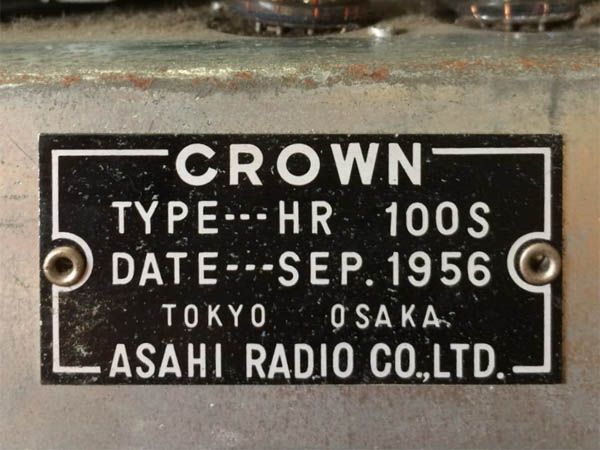 CROWN
TYPE---HR 100S
DATE---SEP. 1956
TOKYO OSAKA
ASAHI RADIO CO.,LTD.